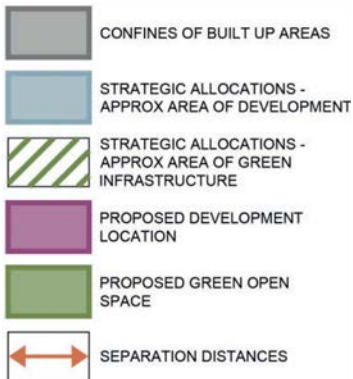 CONFINES OF BUILT UP AREAS
STRATEGIC ALLOCATIONS -
APPROX AREA OF DEVELOPMENT
STRATEGIC ALLOCATIONS -
APPROX AREA OF GREEN
INFRASTRUCTURE
PROPOSED DEVELOPMENT
LOCATION
PROPOSED GREEN OPEN
SPACE
SEPARATION DISTANCES